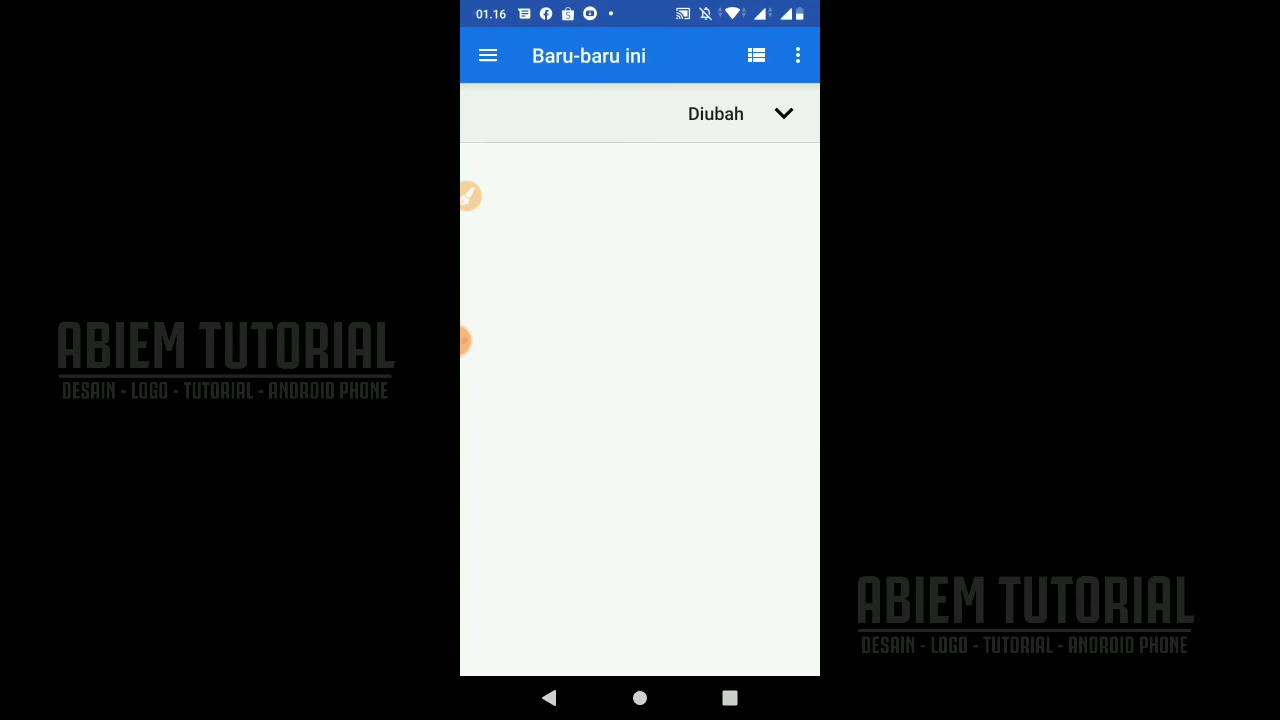 01.16
Baru-baru ini
Diubah
ABIEM TUTORIAL
DESAIN - LOGO - TUTORIAL - ANDROID PHONE
ABIEM TUTORIAL
DESAIN - LOGO - TUTORIAL - ANDROID PHONE